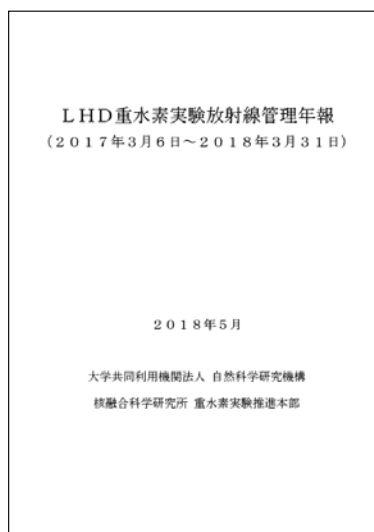 LHD重水素実験放射線管理年報
(2017年3月6日~2018年3月31日)
2018年5月
大学共同利用機関法人 自然科学研究機構
核融合科学研究所 重水素実験推進本部